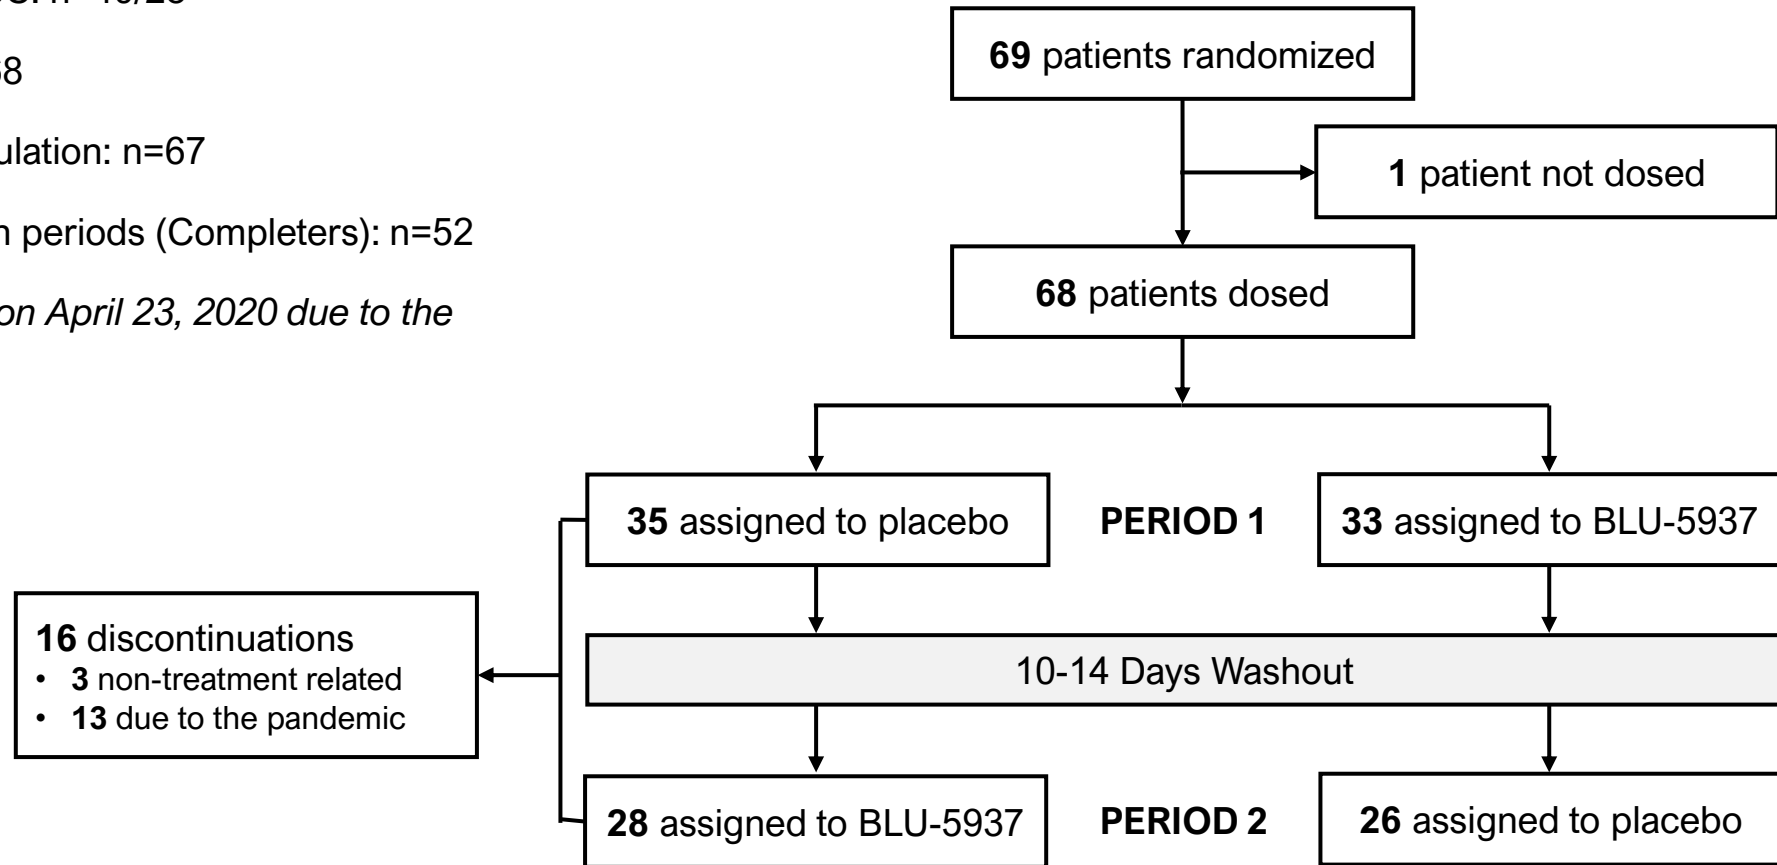 n=
69 patients randomized
68
1 patient not dosed
ulation: n=67
n periods (Completers): n=52
68 patients dosed
on April 23, 2020 due to the
35 assigned to placebo
PERIOD 1
33 assigned to BLU-5937
16 discontinuations
• 3 non-treatment related
• 13 due to the pandemic
10-14 Days Washout
28 assigned to BLU-5937
PERIOD 2
26 assigned to placebo